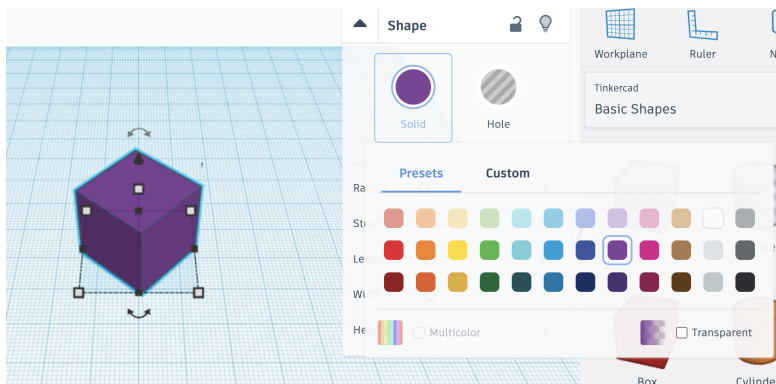 Shape
Workplane
Ruler
Tinkercad
Basic Shapes
Solid
Hole
Presets
Custom
Multicolor
Transparent
Box